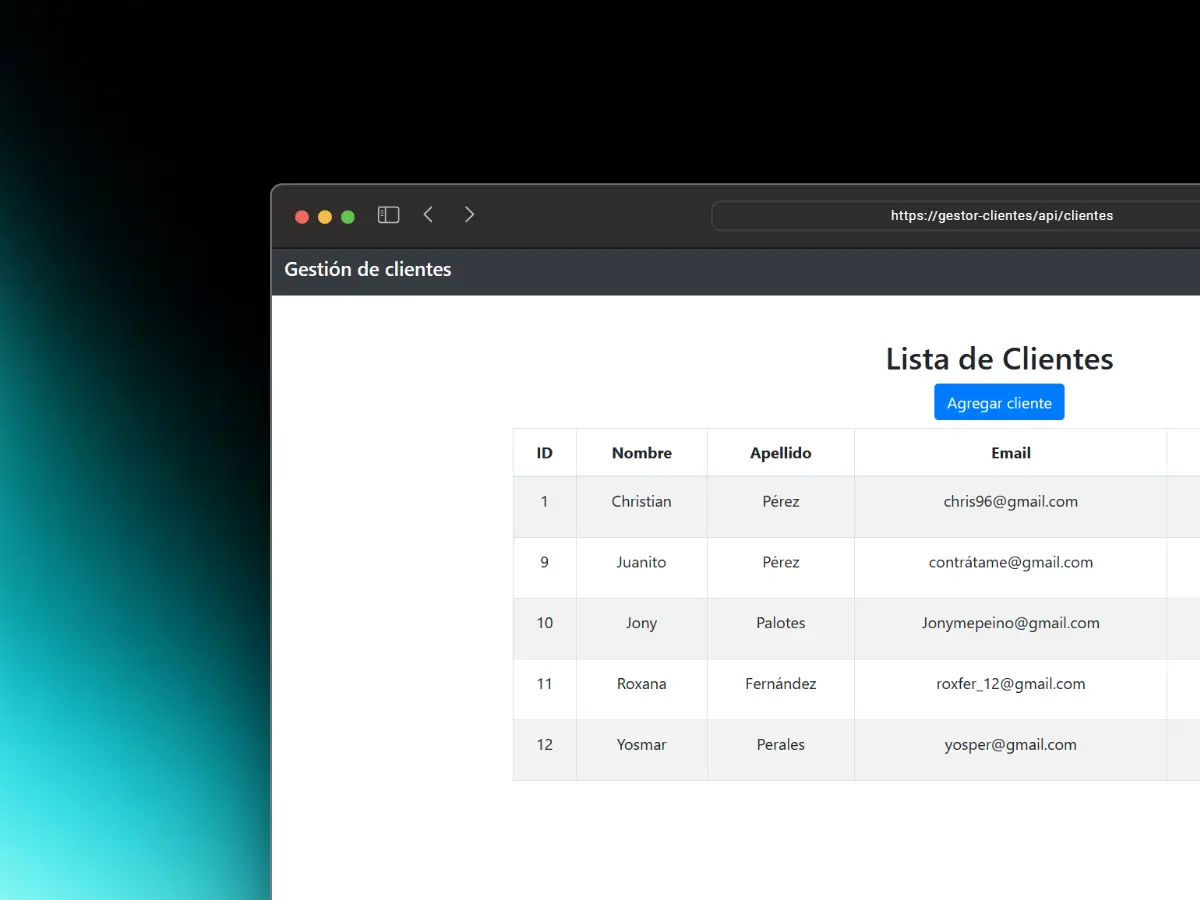 https://gestor-clientes/api/clientes
Gestión de clientes
Lista de Clientes
Agregar cliente
ID Nombre Apellido Email
1 Christian Pérez chris96@gmail.com
9 Juanito Pérez contrátame@gmail.com
10 Jony Palotes Jonymepeino@gmail.com
11 Roxana Fernández roxfer_12@gmail.com
12 Yosmar Perales yosper@gmail.com